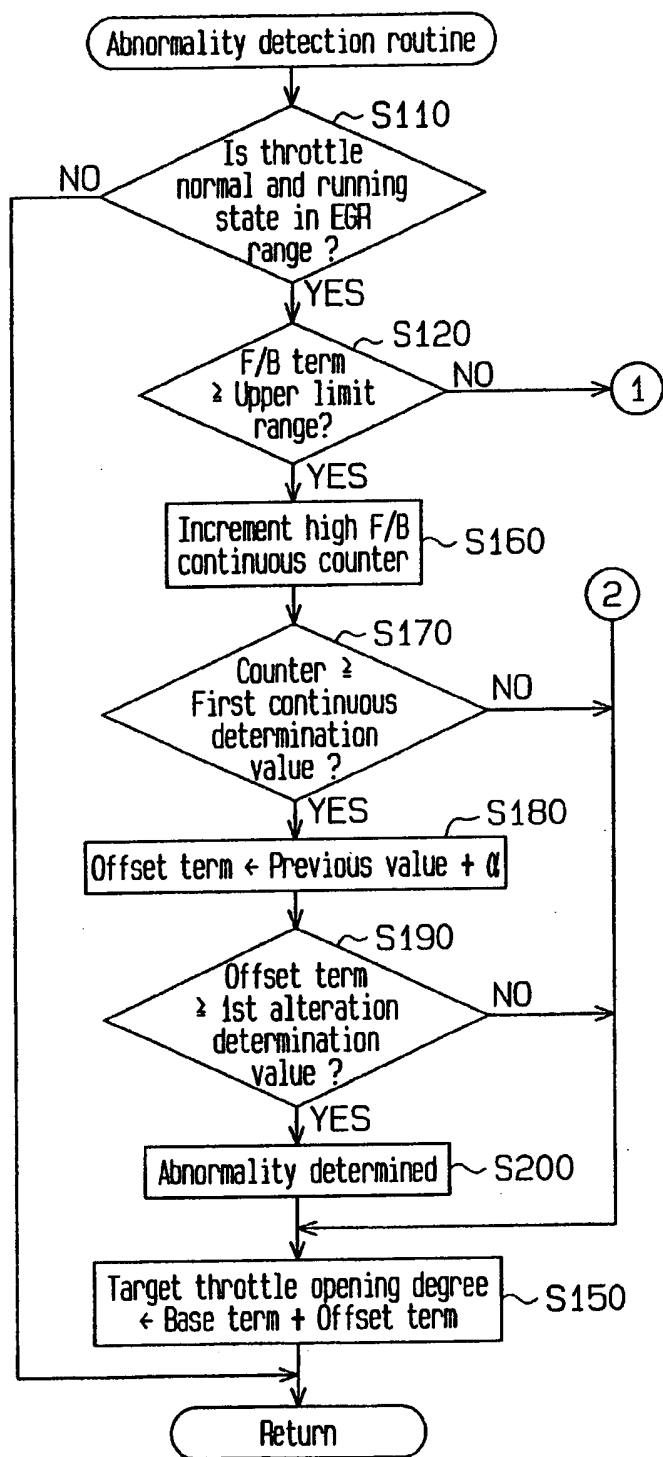 Abnormality detection routine
S110
Is throttle
normal and running
state in EGR
range ?
NO
YES
S120
F/B term
≧ Upper limit
range?
NO
1
YES
Increment high F/B
continuous counter
S160
2
S170
Counter ≧
First continuous
determination
value ?
NO
YES
S180
Offset term ← Previous value + α
S190
Offset term
≧ 1st alteration
determination
value ?
NO
YES
Abnormality determined
S200
Target throttle opening degree
← Base term + Offset term
S150
Return